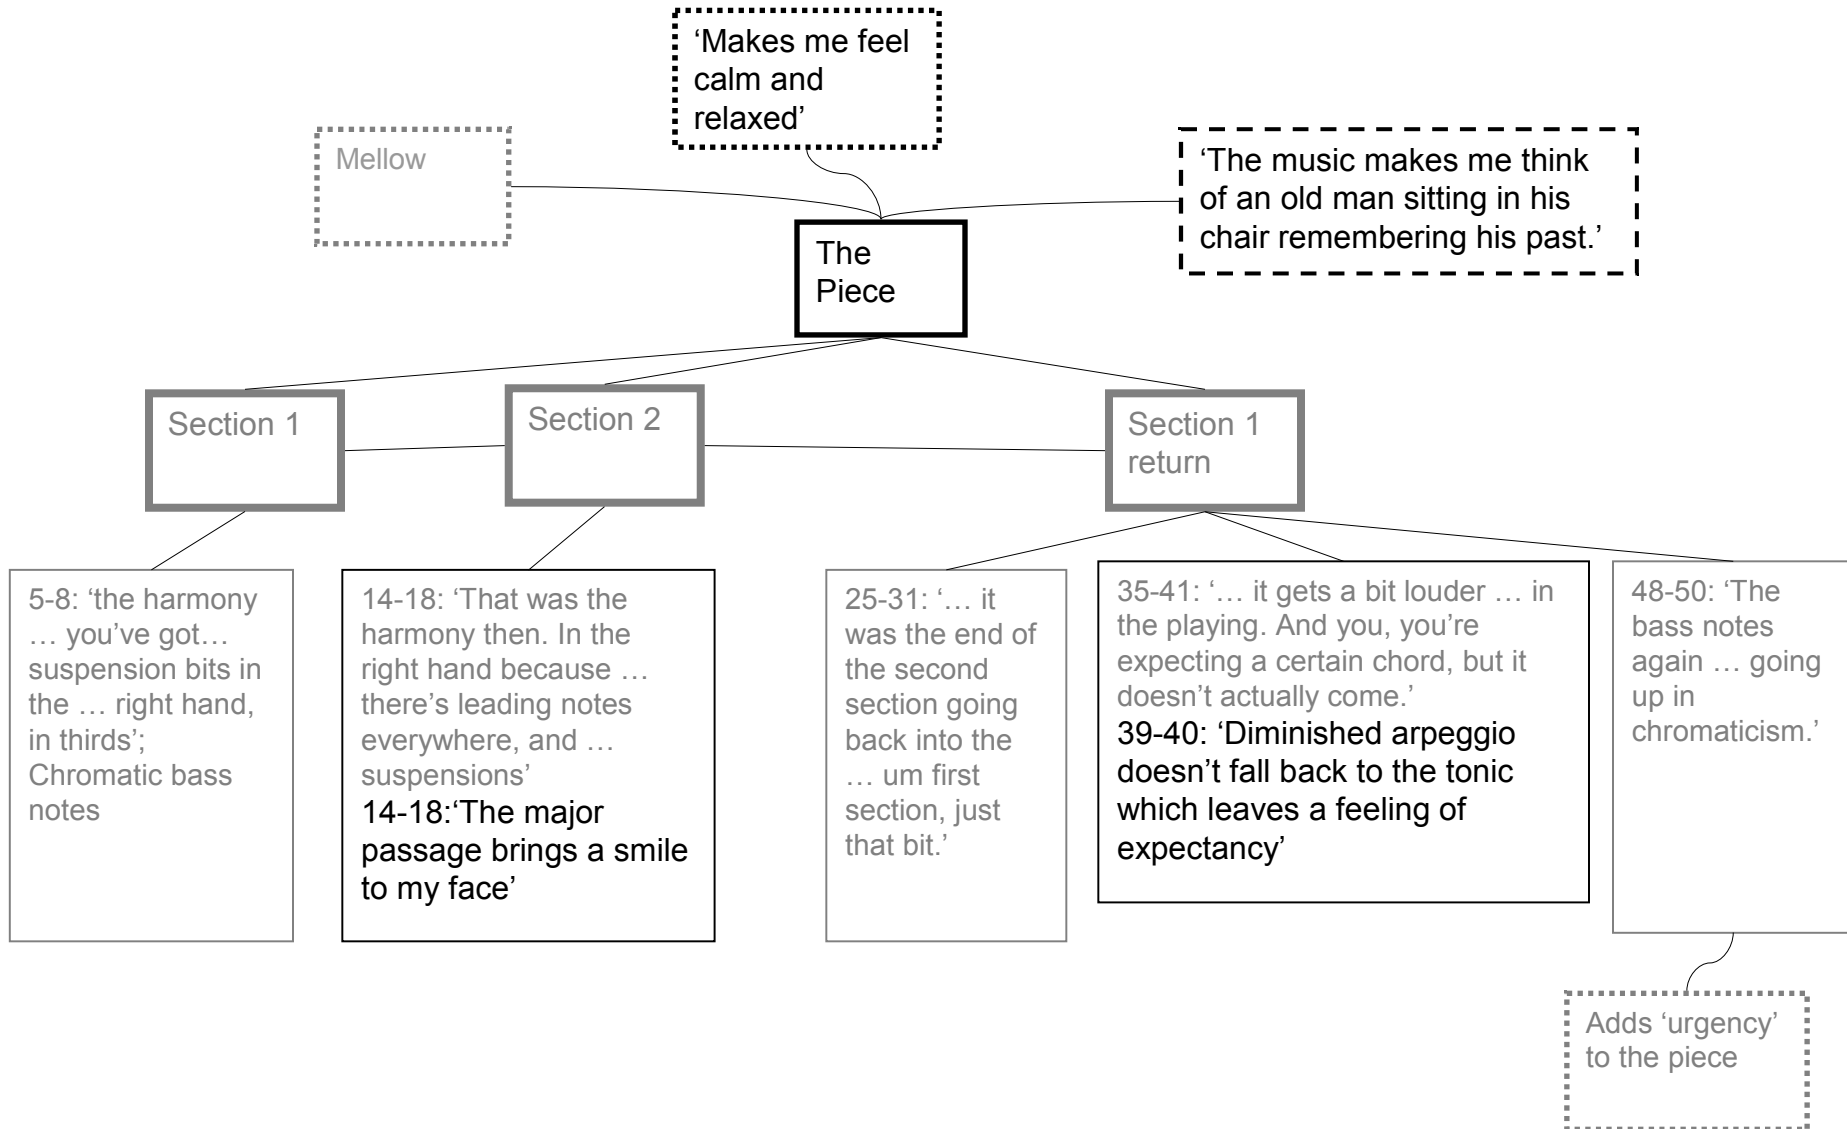 ‘Makes me feel
calm and
relaxed’
Mellow
‘The music makes me think
of an old man sitting in his
chair remembering his past.’
The
Piece
Section 1
Section 2
Section 1
return
5-8: ‘the harmony
… you’ve got…
suspension bits in
the … right hand,
in thirds’;
Chromatic bass
notes
14-18: ‘That was the
harmony then. In the
right hand because …
there’s leading notes
everywhere, and …
suspensions’
14-18:‘The major
passage brings a smile
to my face’
25-31: ‘… it
was the end of
the second
section going
back into the
… um first
section, just
that bit.’
35-41: ‘… it gets a bit louder … in
the playing. And you, you’re
expecting a certain chord, but it
doesn’t actually come.’
39-40: ‘Diminished arpeggio
doesn’t fall back to the tonic
which leaves a feeling of
expectancy’
48-50: ‘The
bass notes
again … going
up in
chromaticism.’
Adds ‘urgency’
to the piece